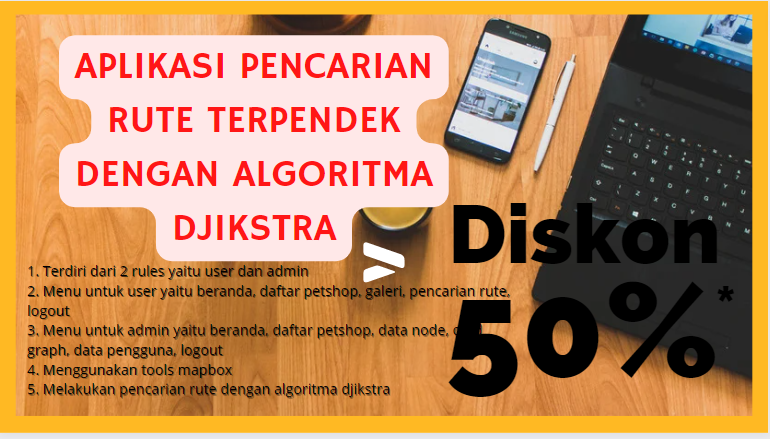 APLIKASI PENCARIAN
RUTE TERPENDEK
DENGAN ALGORITMA
DJIKSTRA
1. Terdiri dari 2 rules yaitu user dan admin
2. Menu untuk user yaitu beranda, daftar petshop, galeri, pencarian rute,
logout
3. Menu untuk admin yaitu beranda, daftar petshop, data node,
graph, data pengguna, logout
4. Menggunakan tools mapbox
5. Melakukan pencarian rute dengan algoritma djikstra
Diskon
50%*